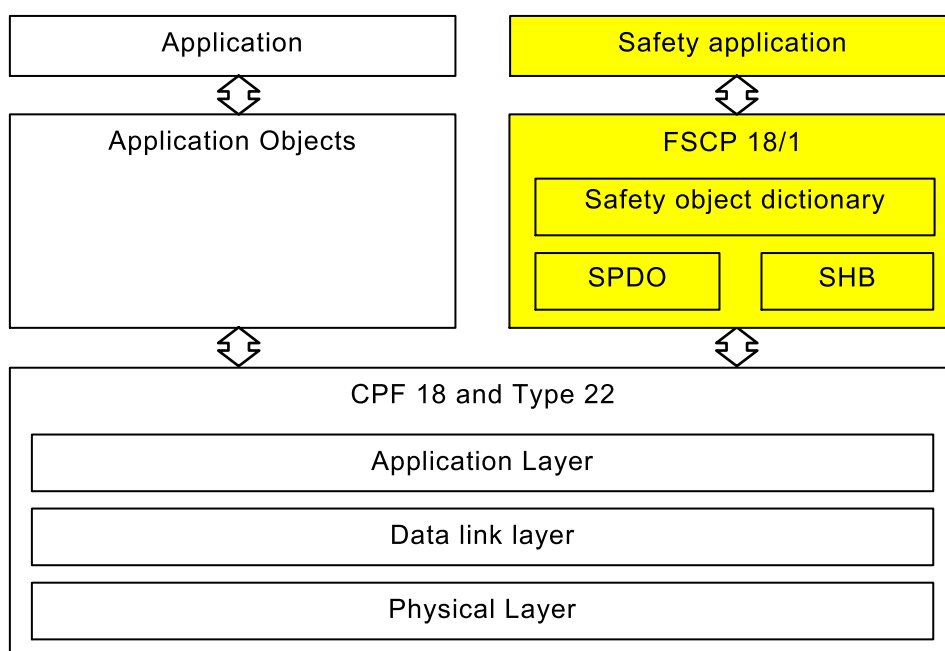 Application
Safety application
Application Objects
FSCP 18/1
Safety object dictionary
SPDO
SHB
CPF 18 and Type 22
Application Layer
Data link layer
Physical Layer